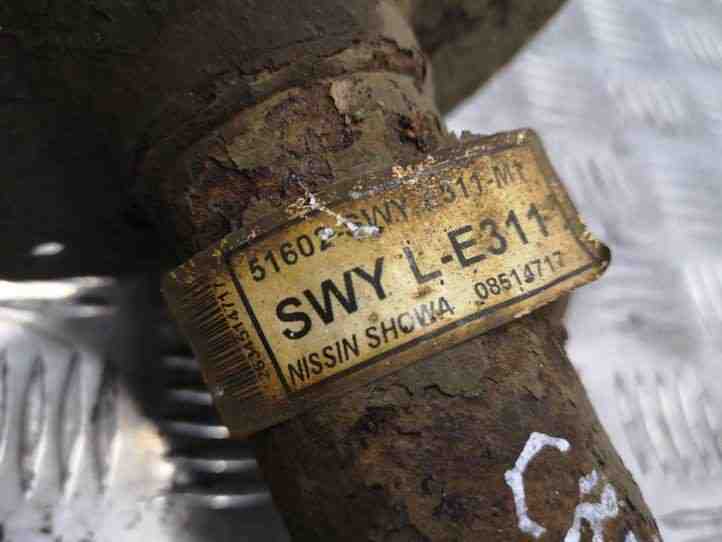 51602-SWY-E311-M1
SWY L-E311
NISSIN SHOWA 08514717